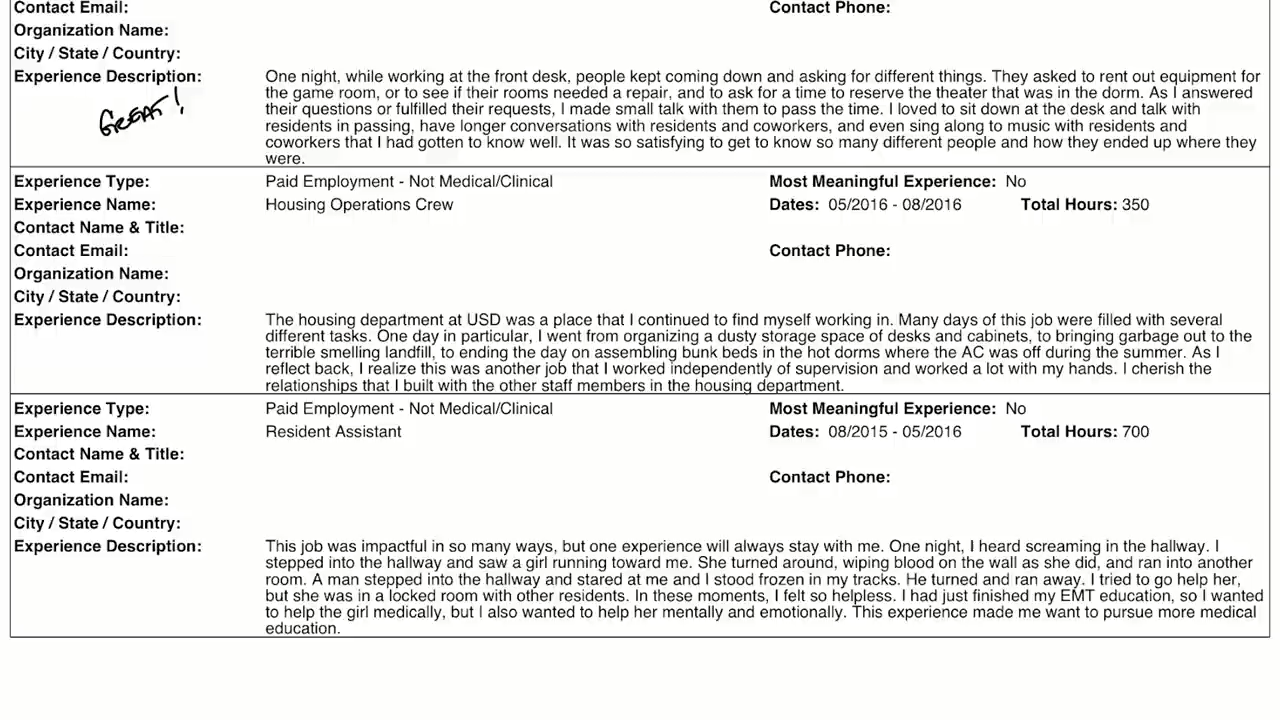 Contact Email: Contact Phone:
Organization Name:
City / State / Country:
Experience Description: One night, while working at the front desk, people kept coming down and asking for different things. They asked to rent out equipment for
the game room, or to see if their rooms needed a repair, and to ask for a time to reserve the theater that was in the dorm. As I answered
GREAT! their questions or fulfilled their requests, I made small talk with them to pass the time. I loved to sit down at the desk and talk with
residents in passing, have longer conversations with residents and coworkers, and even sing along to music with residents and
coworkers that I had gotten to know well. It was so satisfying to get to know so many different people and how they ended up where they
were.
Experience Type: Paid Employment - Not Medical/Clinical Most Meaningful Experience: No
Experience Name: Housing Operations Crew Dates: 05/2016 - 08/2016 Total Hours: 350
Contact Name & Title:
Contact Email: Contact Phone:
Organization Name:
City / State / Country:
Experience Description: The housing department at USD was a place that I continued to find myself working in. Many days of this job were filled with several
different tasks. One day in particular, I went from organizing a dusty storage space of desks and cabinets, to bringing garbage out to the
terrible smelling landfill, to ending the day on assembling bunk beds in the hot dorms where the AC was off during the summer. As I
reflect back, I realize this was another job that I worked independently of supervision and worked a lot with my hands. I cherish the
relationships that I built with the other staff members in the housing department.
Experience Type: Paid Employment - Not Medical/Clinical Most Meaningful Experience: No
Experience Name: Resident Assistant Dates: 08/2015 - 05/2016 Total Hours: 700
Contact Name & Title:
Contact Email: Contact Phone:
Organization Name:
City / State / Country:
Experience Description: This job was impactful in so many ways, but one experience will always stay with me. One night, I heard screaming in the hallway. I
stepped into the hallway and saw a girl running toward me. She turned around, wiping blood on the wall as she did, and ran into another
room. A man stepped into the hallway and stared at me and I stood frozen in my tracks. He turned and ran away. I tried to go help her,
but she was in a locked room with other residents. In these moments, I felt so helpless. I had just finished my EMT education, so I wanted
to help the girl medically, but I also wanted to help her mentally and emotionally. This experience made me want to pursue more medical
education.